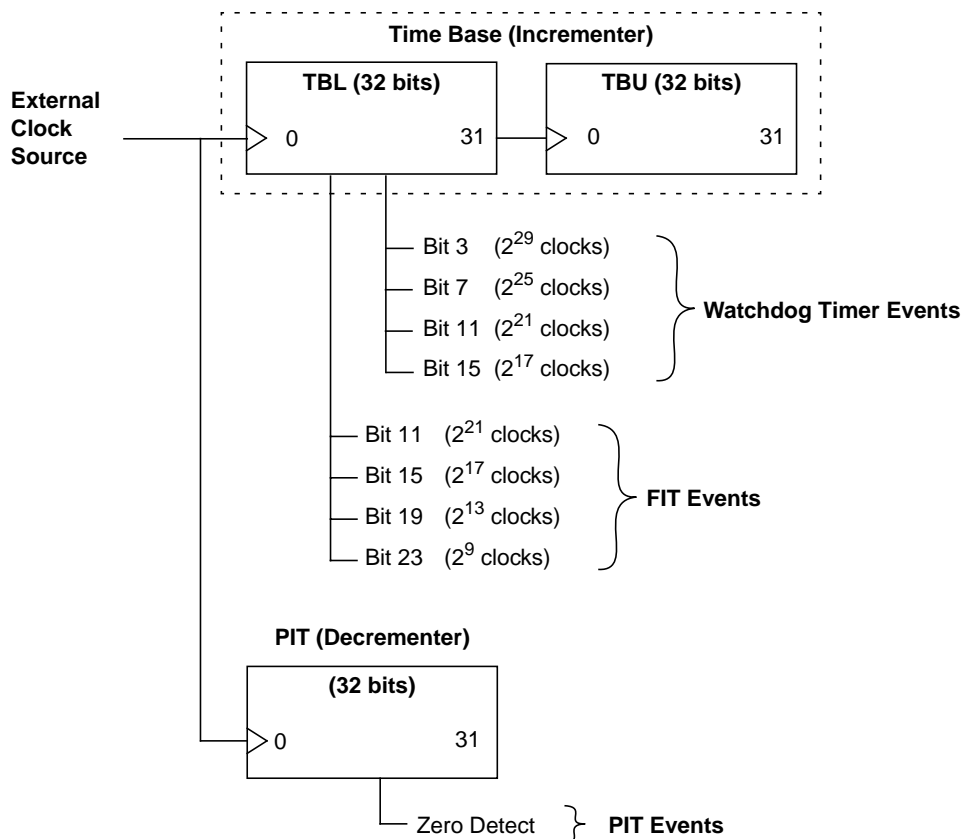 Time Base (Incrementer)
TBL (32 bits)
TBU (32 bits)
External
Clock
Source
0 31
0 31
Bit 3 (2^29 clocks)
Bit 7 (2^25 clocks)
Bit 11 (2^21 clocks)
Bit 15 (2^17 clocks)
Watchdog Timer Events
Bit 11 (2^21 clocks)
Bit 15 (2^17 clocks)
Bit 19 (2^13 clocks)
Bit 23 (2^9 clocks)
FIT Events
PIT (Decrementer)
(32 bits)
0 31
Zero Detect
PIT Events